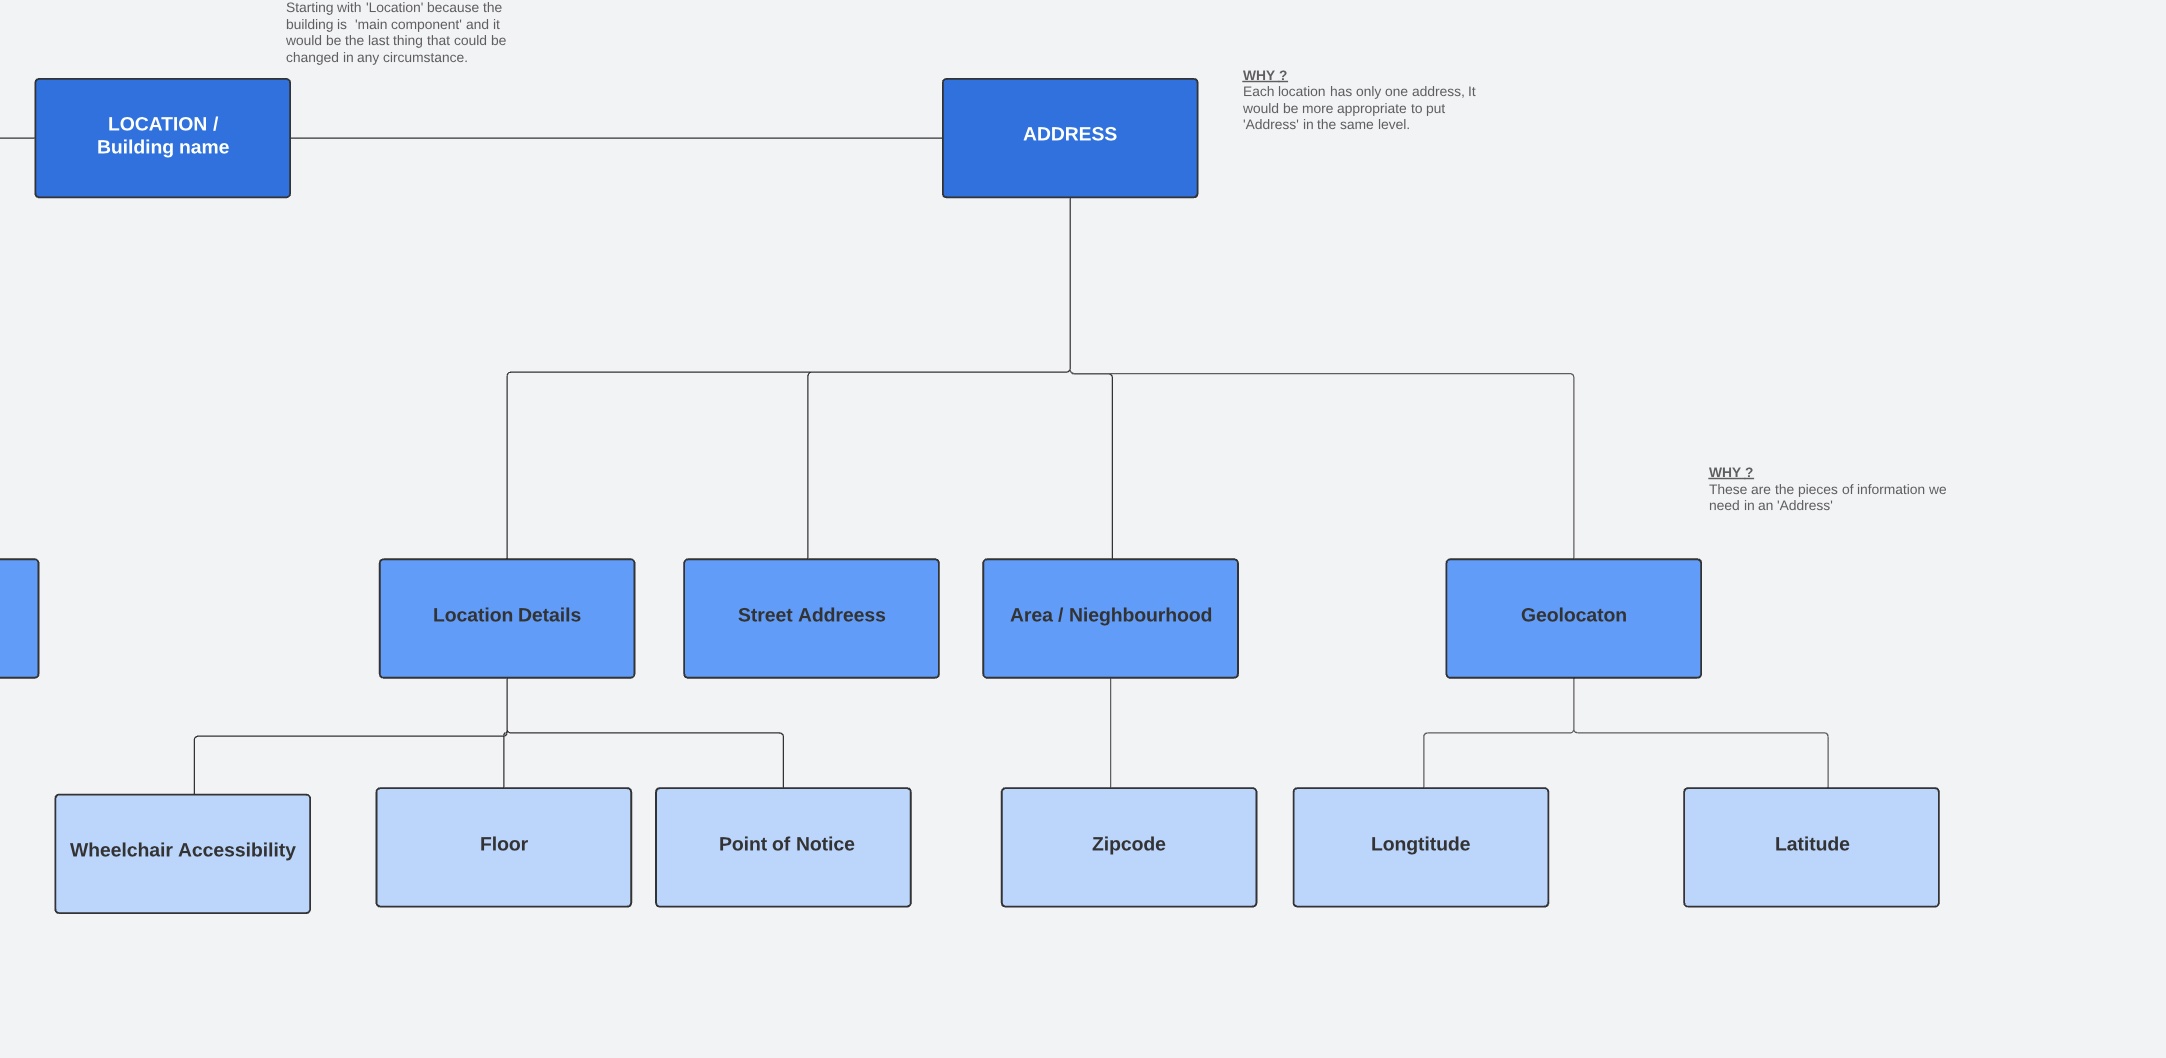 Starting with 'Location' because the
building is  'main component' and it
would be the last thing that could be
changed in any circumstance.
LOCATION /
Building name
ADDRESS
WHY ?
Each location has only one address, It
would be more appropriate to put
'Address' in the same level.
WHY ?
These are the pieces of information we
need in an 'Address'
Location Details
Street Addreess
Area / Nieghbourhood
Geolocaton
Wheelchair Accessibility
Floor
Point of Notice
Zipcode
Longtitude
Latitude